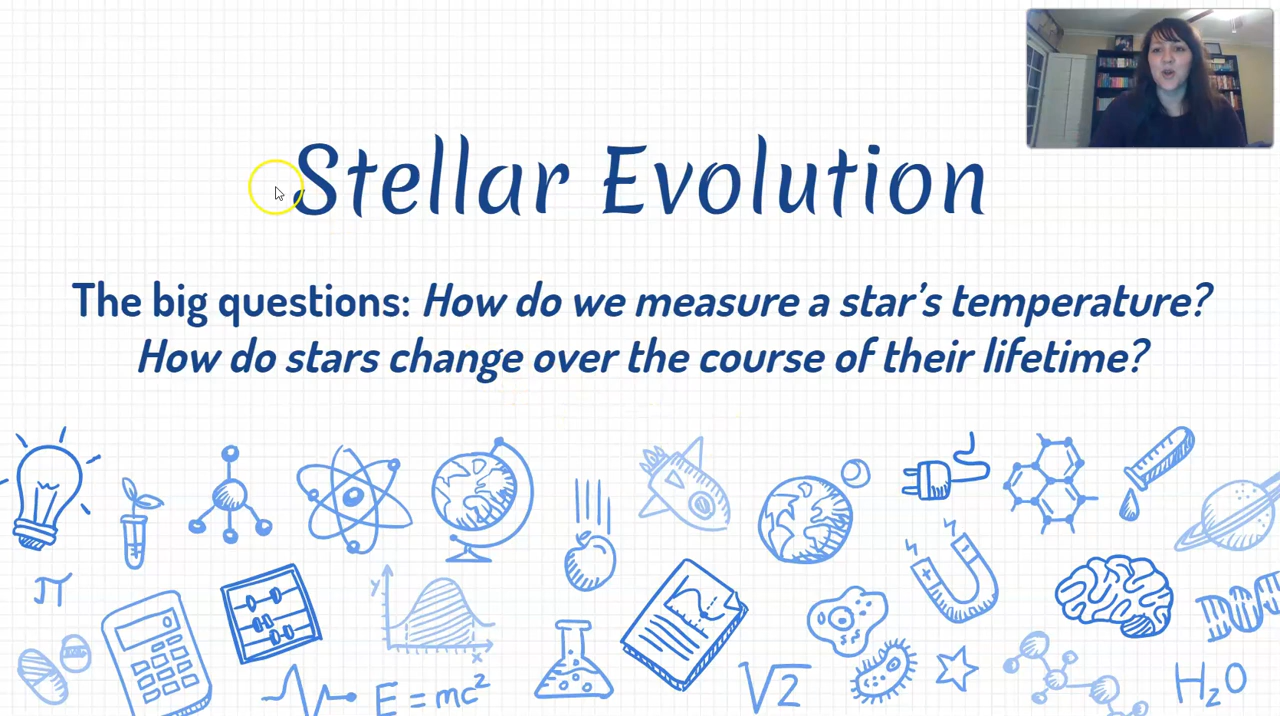 Stellar Evolution
The big questions: How do we measure a star's temperature?
How do stars change over the course of their lifetime?
π
y
x
E = mc²
√2
H₂O